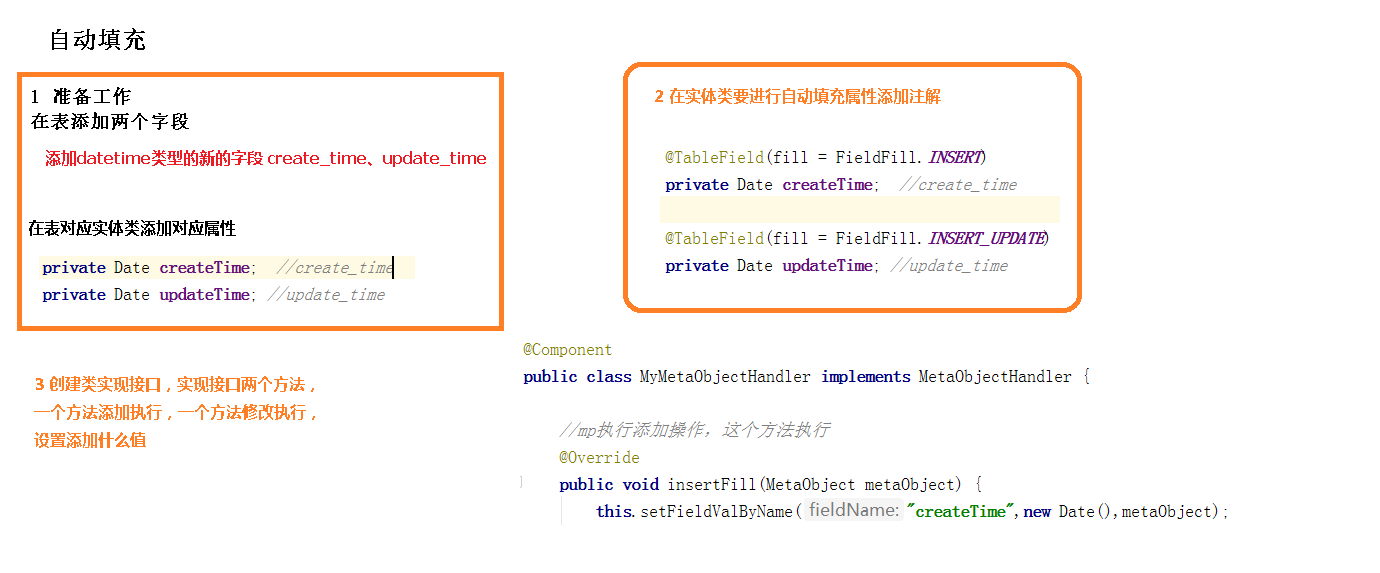 自动填充
1 准备工作
在表添加两个字段
添加datetime类型的新的字段 create_time、update_time
在表对应实体类添加对应属性
private Date createTime; //create_time
private Date updateTime; //update_time
2 在实体类要进行自动填充属性添加注解
@TableField(fill = FieldFill.INSERT)
private Date createTime; //create_time
@TableField(fill = FieldFill.INSERT_UPDATE)
private Date updateTime; //update_time
3 创建类实现接口，实现接口两个方法，
一个方法添加执行，一个方法修改执行，
设置添加什么值
@Component
public class MyMetaObjectHandler implements MetaObjectHandler {
//mp执行添加操作，这个方法执行
@Override
public void insertFill(MetaObject metaObject) {
this.setFieldValByName( fieldName: "createTime",new Date(),metaObject);